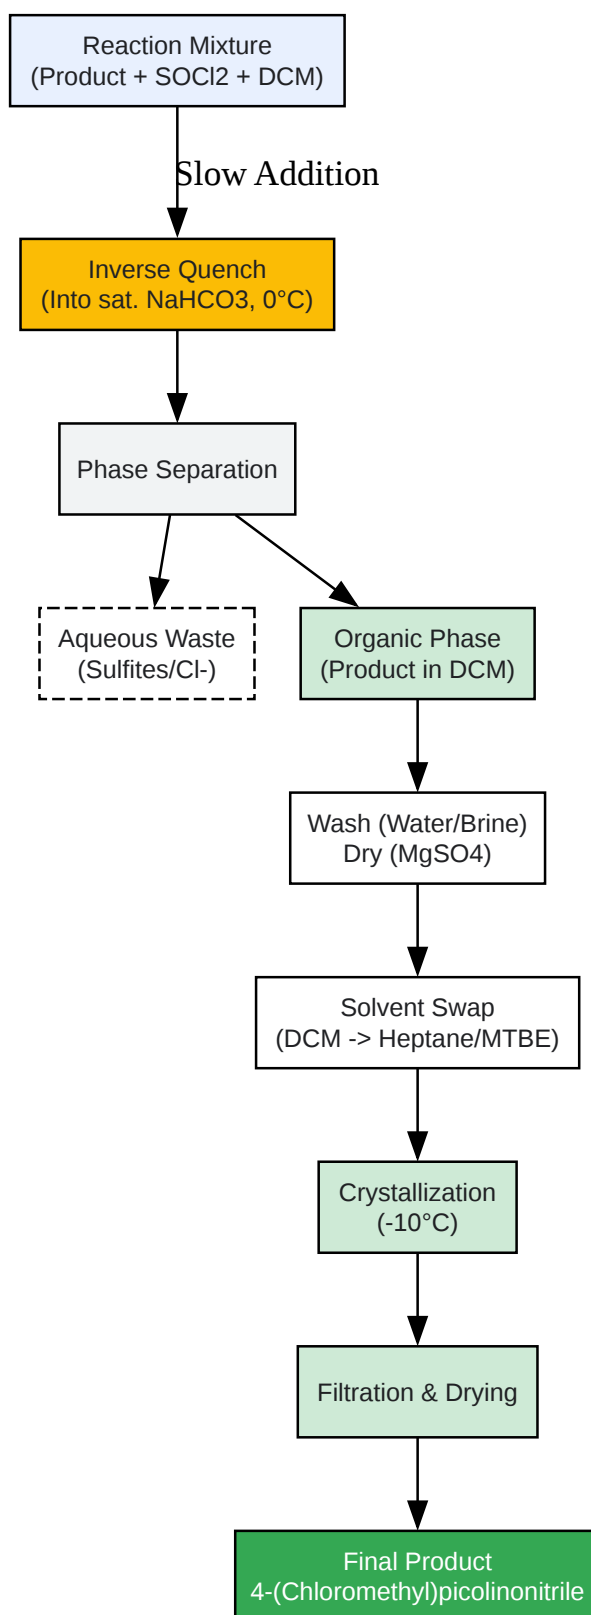 Reaction Mixture
(Product + SOCl2 + DCM)
Slow Addition
Inverse Quench
(Into sat. NaHCO3, 0°C)
Phase Separation
Aqueous Waste
(Sulfites/Cl-)
Organic Phase
(Product in DCM)
Wash (Water/Brine)
Dry (MgSO4)
Solvent Swap
(DCM -> Heptane/MTBE)
Crystallization
(-10°C)
Filtration & Drying
Final Product
4-(Chloromethyl)picolinonitrile